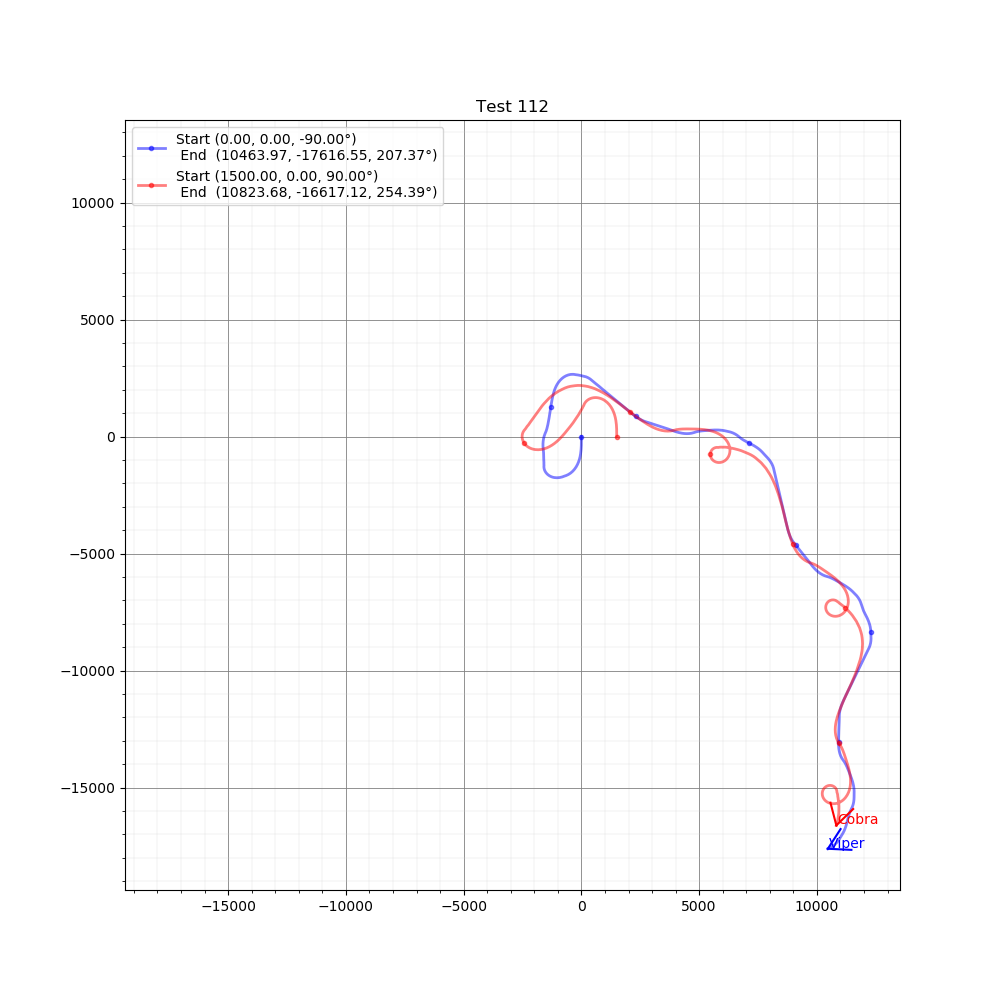 Test 112
Start (0.00, 0.00, -90.00°)
End (10463.97, -17616.55, 207.37°)
Start (1500.00, 0.00, 90.00°)
End (10823.68, -16617.12, 254.39°)
10000
5000
0
−5000
−10000
−15000
Cobra
Viper
−15000 −10000 −5000 0 5000 10000